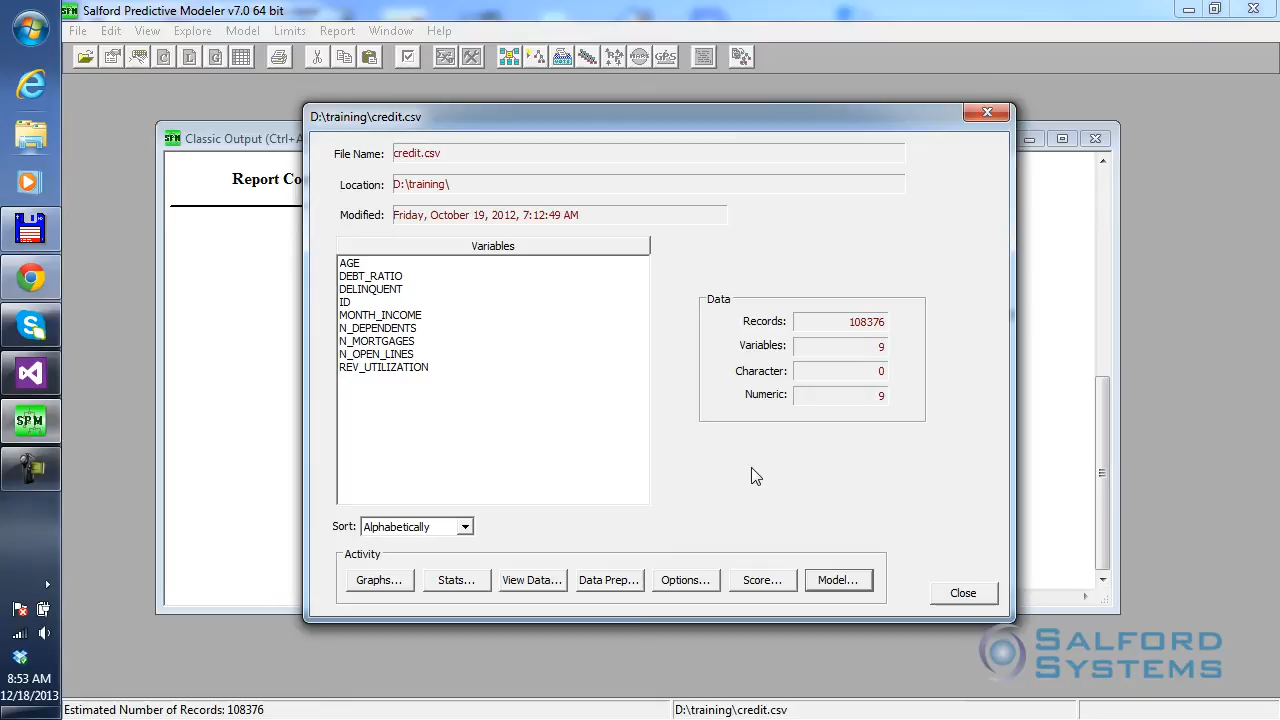 Salford Predictive Modeler v7.0 64 bit
File Edit View Explore Model Limits Report Window Help
Classic Output (Ctrl+A
Report Co
D:\training\credit.csv
File Name: credit.csv
Location: D:\training\
Modified: Friday, October 19, 2012, 7:12:49 AM
Variables
AGE
DEBT_RATIO
DELINQUENT
ID
MONTH_INCOME
N_DEPENDENTS
N_MORTGAGES
N_OPEN_LINES
REV_UTILIZATION
Data
Records: 108376
Variables: 9
Character: 0
Numeric: 9
Sort: Alphabetically
Activity
Graphs... Stats... View Data... Data Prep... Options... Score... Model...
Close
SALFORD
SYSTEMS
8:53 AM
12/18/2013
Estimated Number of Records: 108376
D:\training\credit.csv